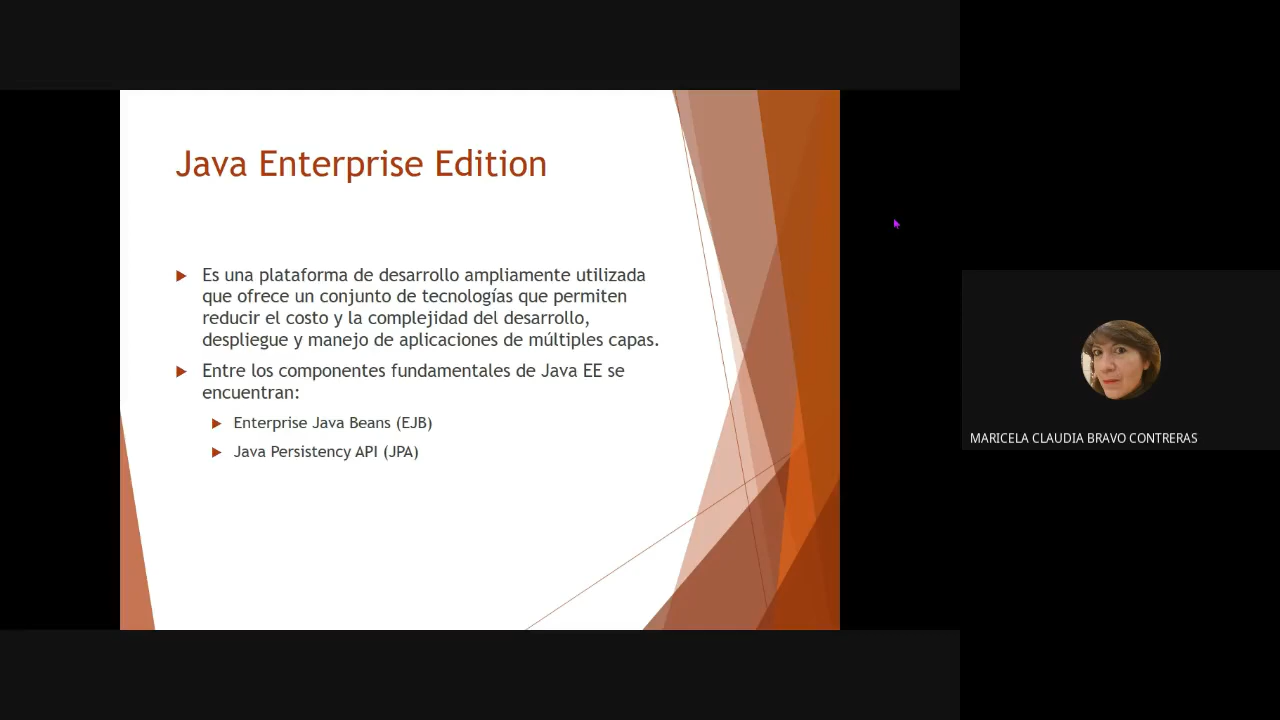 Java Enterprise Edition
Es una plataforma de desarrollo ampliamente utilizada
que ofrece un conjunto de tecnologías que permiten
reducir el costo y la complejidad del desarrollo,
despliegue y manejo de aplicaciones de múltiples capas.
Entre los componentes fundamentales de Java EE se
encuentran:
Enterprise Java Beans (EJB)
Java Persistency API (JPA)
MARICELA CLAUDIA BRAVO CONTRERAS